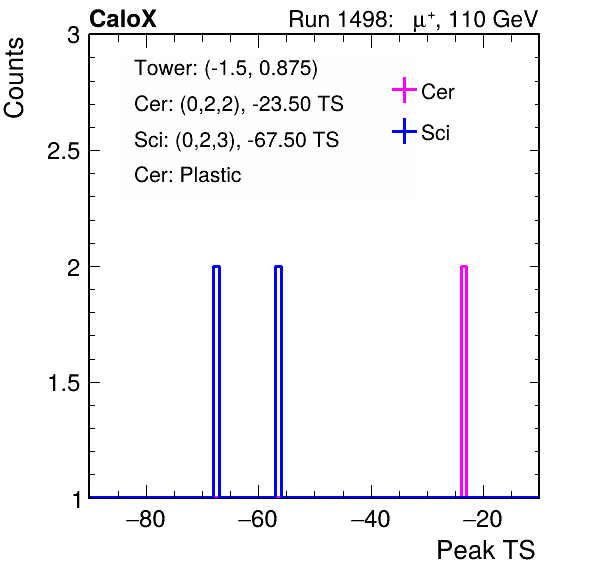 CaloX Run 1498: μ⁺, 110 GeV
Counts
Tower: (-1.5, 0.875)
Cer: (0,2,2), -23.50 TS
Sci: (0,2,3), -67.50 TS
Cer: Plastic
Cer
Sci
3
2.5
2
1.5
1
−80 −60 −40 −20
Peak TS